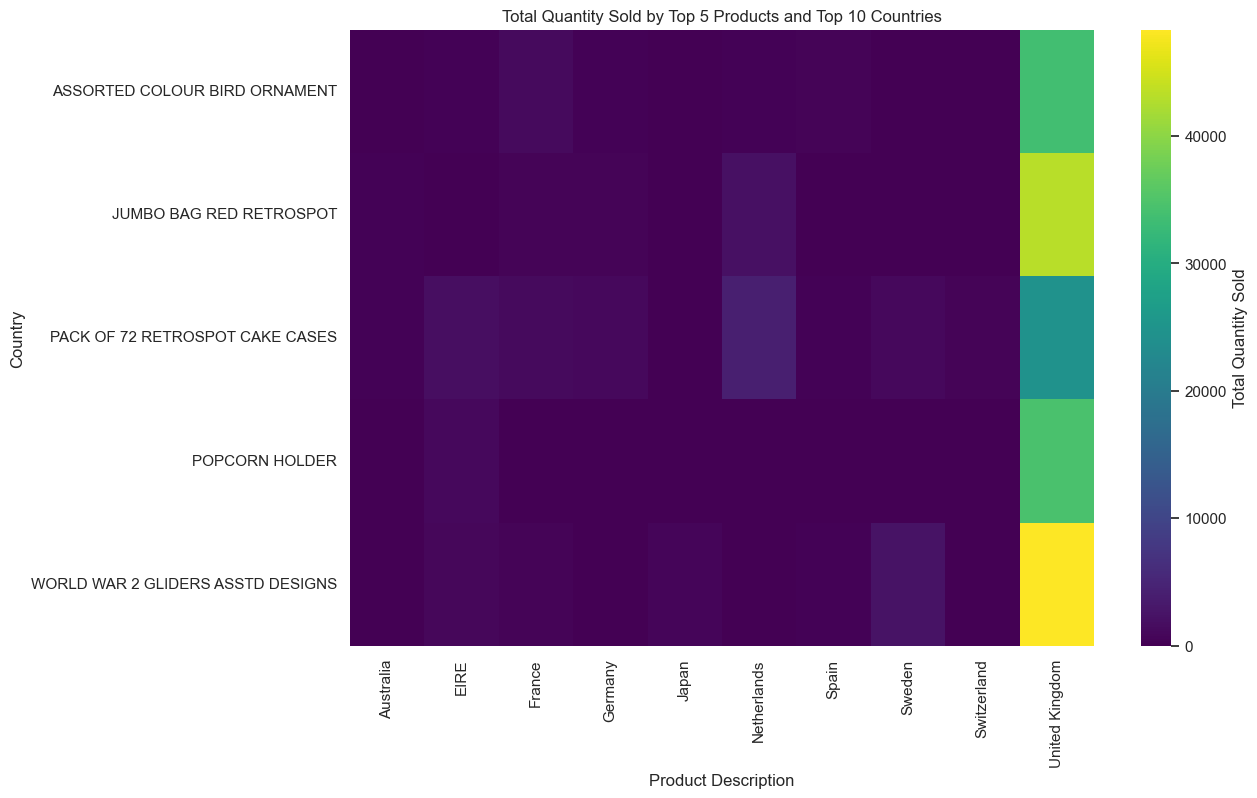 Total Quantity Sold by Top 5 Products and Top 10 Countries
Country
ASSORTED COLOUR BIRD ORNAMENT
JUMBO BAG RED RETROSPOT
PACK OF 72 RETROSPOT CAKE CASES
POPCORN HOLDER
WORLD WAR 2 GLIDERS ASSTD DESIGNS
Australia
EIRE
France
Germany
Japan
Netherlands
Spain
Sweden
Switzerland
United Kingdom
Product Description
40000
30000
20000
10000
0
Total Quantity Sold